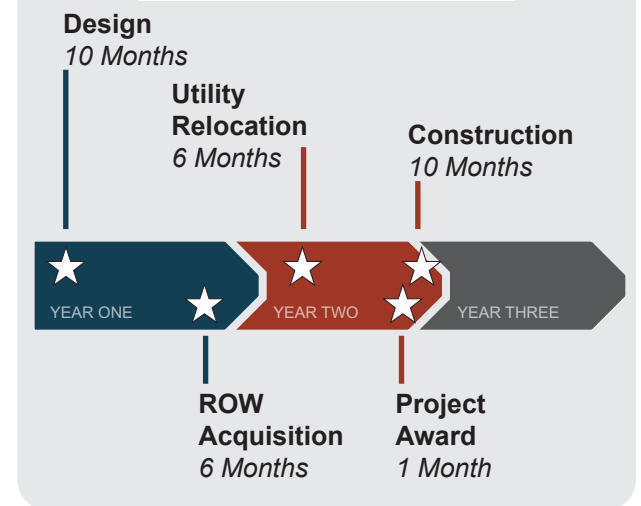 Design
10 Months
Utility
Relocation
6 Months
Construction
10 Months
YEAR ONE
YEAR TWO
YEAR THREE
ROW
Acquisition
6 Months
Project
Award
1 Month